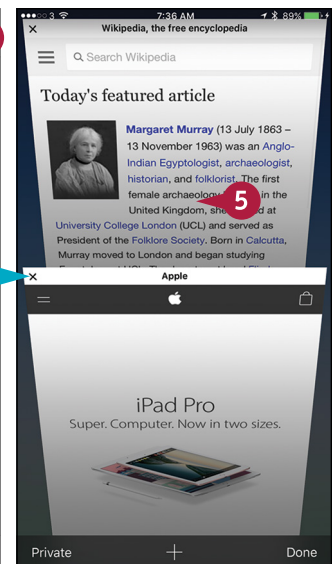 3 7:36 AM 89%
× Wikipedia, the free encyclopedia
Search Wikipedia
Today's featured article
Margaret Murray (13 July 1863 –
13 November 1963) was an Anglo-
Indian Egyptologist, archaeologist,
historian, and folklorist. The first
female in the
United Kingdom, at
5
University College London (UCL) and served as
President of the Folklore Society. Born in Calcutta,
Murray moved to London and began studying
× Apple
iPad Pro
Super. Computer. Now in two sizes.
Private + Done